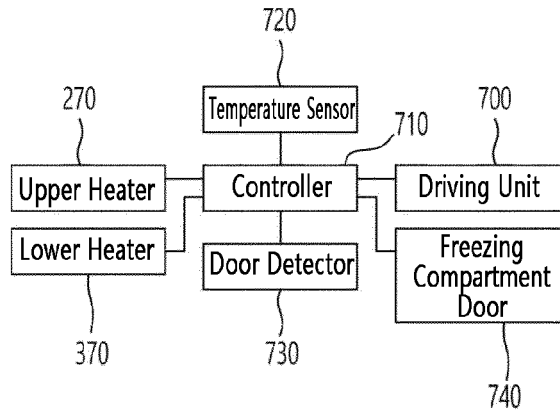 720
Temperature Sensor
710
270
700
Upper Heater
Controller
Driving Unit
Lower Heater
Door Detector
Freezing
Compartment
Door
370
730
740